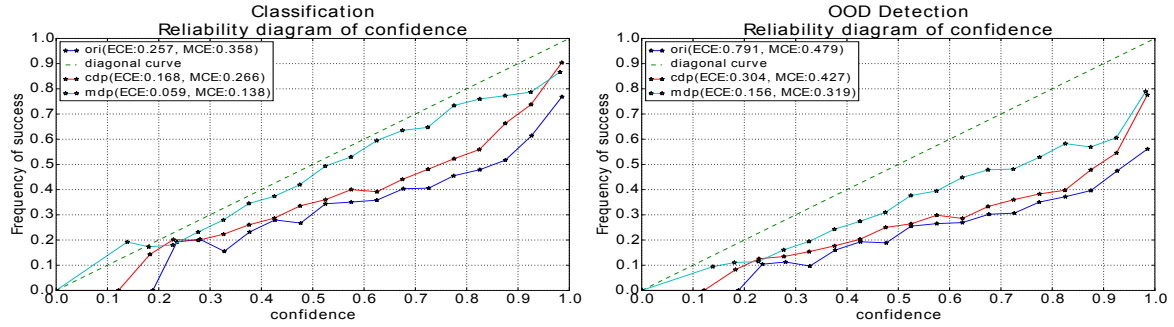 Classification
Reliability diagram of confidence
1.0
0.9
0.8
0.7
0.6
0.5
0.4
0.3
0.2
0.1
0.0
Frequency of success
ori(ECE:0.257, MCE:0.358)
diagonal curve
cdp(ECE:0.168, MCE:0.266)
mdp(ECE:0.059, MCE:0.138)
0.0 0.1 0.2 0.3 0.4 0.5 0.6 0.7 0.8 0.9 1.0
confidence
OOD Detection
Reliability diagram of confidence
1.0
0.9
0.8
0.7
0.6
0.5
0.4
0.3
0.2
0.1
0.0
Frequency of success
ori(ECE:0.791, MCE:0.479)
diagonal curve
cdp(ECE:0.304, MCE:0.427)
mdp(ECE:0.156, MCE:0.319)
0.0 0.1 0.2 0.3 0.4 0.5 0.6 0.7 0.8 0.9 1.0
confidence